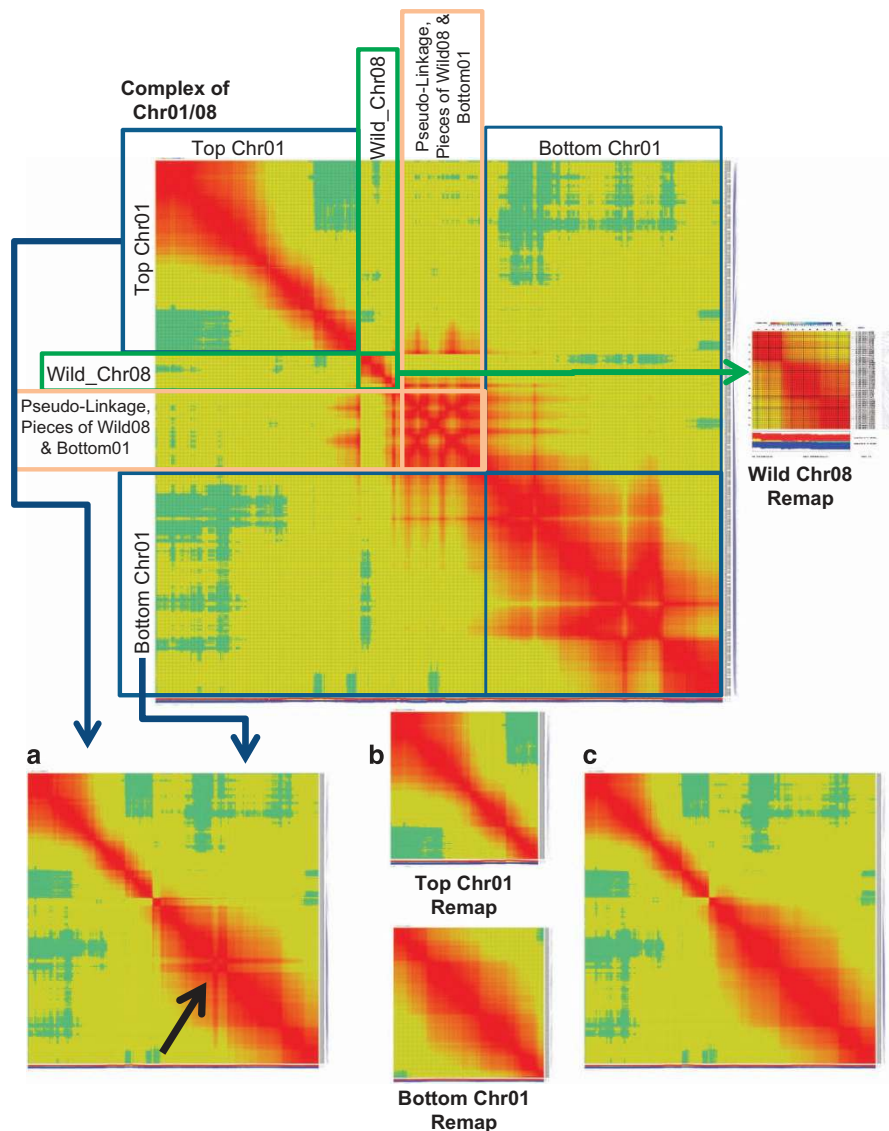 Complex of
Chr01/08
Wild_Chr08
Pseudo-Linkage,
Pieces of Wild08 &
Bottom01
Top Chr01
Bottom Chr01
Top Chr01
Wild_Chr08
Pseudo-Linkage,
Pieces of Wild08
& Bottom01
Bottom Chr01
Wild Chr08
Remap
a
b
c
Top Chr01
Remap
Bottom Chr01
Remap